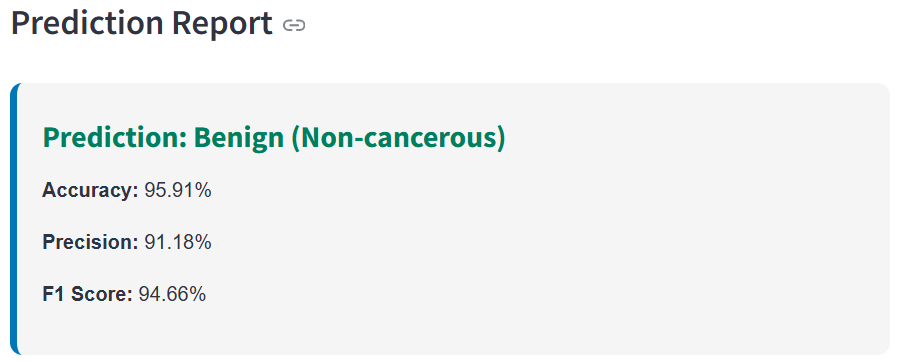 Prediction Report
Prediction: Benign (Non-cancerous)
Accuracy: 95.91%
Precision: 91.18%
F1 Score: 94.66%